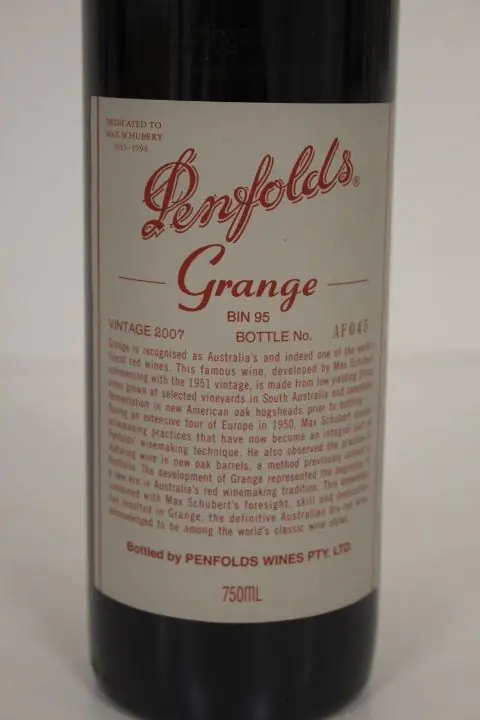 DEDICATED TO
MAX SCHUBERT
1915-1994
Penfolds®
Grange
BIN 95
VINTAGE 2007 BOTTLE No. AF045
Grange is recognised as Australia's and indeed one of the world's
finest red wines. This famous wine, developed by Max Schubert
commencing with the 1951 vintage, is made from low yielding
vines grown at selected vineyards in South Australia and
fermentation in new American oak hogsheads prior to bottling.
During an extensive tour of Europe in 1950, Max Schubert
winemaking practices that have now become an integral part of
Penfolds' winemaking technique. He also observed the practice of
maturing wine in new oak barrels, a method previously
Australia. The development of Grange represented the beginning of
a new era in Australia's red winemaking tradition. This
combined with Max Schubert's foresight, skill and
has resulted in Grange, the definitive Australian dry red wine
acknowledged to be among the world's classic wine styles.
Bottled by PENFOLDS WINES PTY. LTD.
750ML